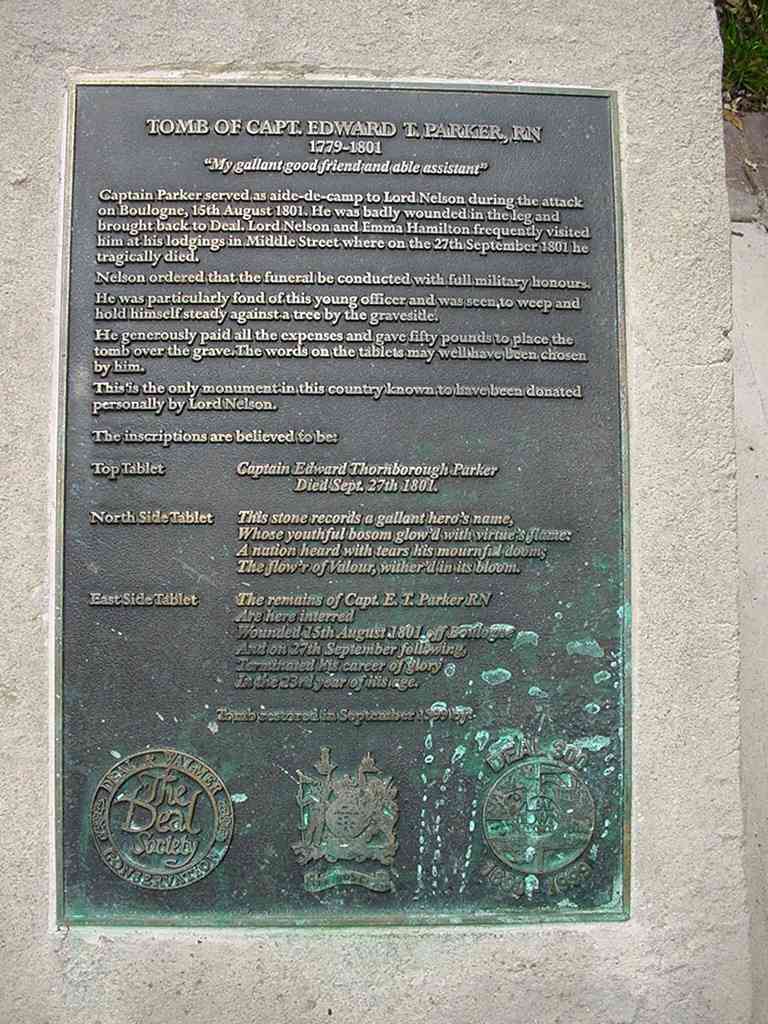 TOMB OF CAPT. EDWARD T. PARKER, RN
1779-1801
"My gallant good friend and able assistant"
Captain Parker served as aide-de-camp to Lord Nelson during the attack
on Boulogne, 15th August 1801. He was badly wounded in the leg and
brought back to Deal. Lord Nelson and Emma Hamilton frequently visited
him at his lodgings in Middle Street where on the 27th September 1801 he
tragically died.
Nelson ordered that the funeral be conducted with full military honours.
He was particularly fond of this young officer and was seen, to weep and
hold himself steady against a tree by the graveside.
He generously paid all the expenses and gave fifty pounds to place the
tomb over the grave. The words on the tablets may well have been chosen
by him.
This is the only monument in this country known to have been donated
personally by Lord Nelson.
The inscriptions are believed to be:
Top Tablet Captain Edward Thornborough Parker
Died Sept. 27th 1801.
North Side Tablet This stone records a gallant hero's name,
Whose youthful bosom glow'd with virtue's flame:
A nation heard with tears his mournful doom;
The flow'r of Valour, wither'd in its bloom.
East Side Tablet The remains of Capt. E. T. Parker RN
Are here interred
Wounded 15th August 1801 off Boulogne
And on 27th September following,
Terminated his career of glory
In the 23rd year of his age.
Tomb restored in September 1999 by:
DEAL & WALMER
The
Deal
Society
CONSERVATION
DEAL 300
1699 1999